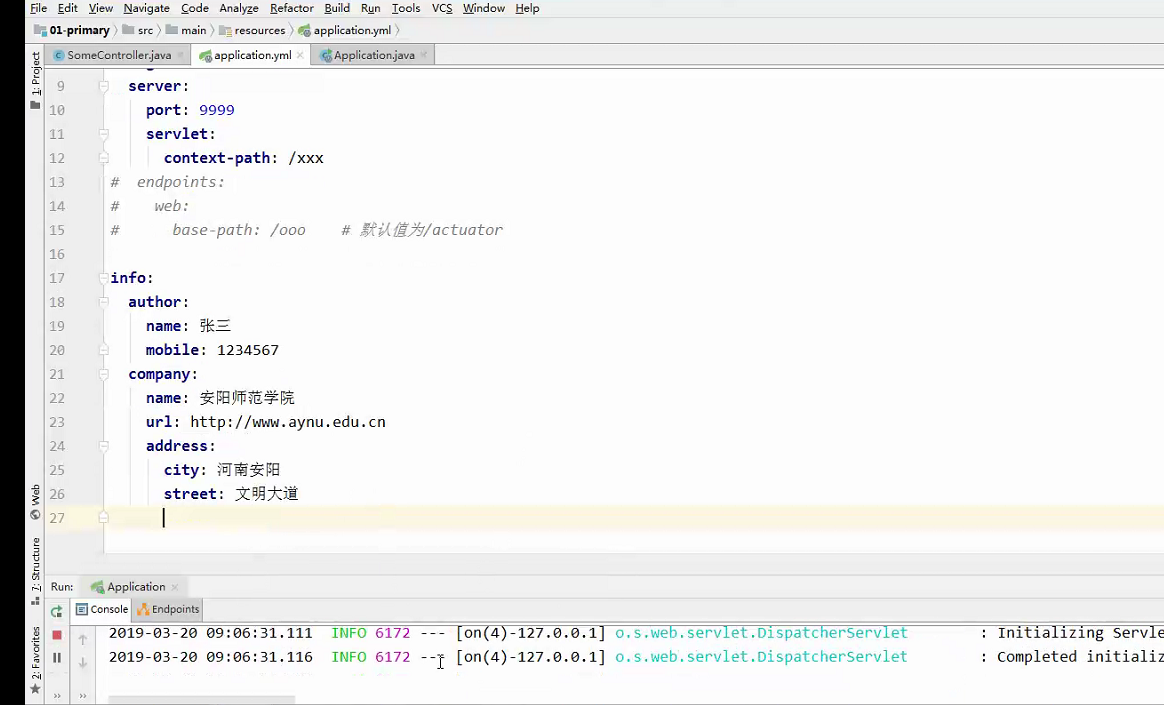 File Edit View Navigate Code Analyze Refactor Build Run Tools VCS Window Help
01-primary src main resources application.yml
SomeController.java application.yml Application.java
1: Project
9 server:
10 port: 9999
11 servlet:
12 context-path: /xxx
13 # endpoints:
14 # web:
15 # base-path: /ooo # 默认值为/actuator
16
17 info:
18 author:
19 name: 张三
20 mobile: 1234567
21 company:
22 name: 安阳师范学院
23 url: http://www.aynu.edu.cn
24 address:
25 city: 河南安阳
26 street: 文明大道
27
Web
7: Structure
2: Favorites
Run: Application
Console Endpoints
2019-03-20 09:06:31.111 INFO 6172 --- [on(4)-127.0.0.1] o.s.web.servlet.DispatcherServlet : Initializing Servle
2019-03-20 09:06:31.116 INFO 6172 --- [on(4)-127.0.0.1] o.s.web.servlet.DispatcherServlet : Completed initializ